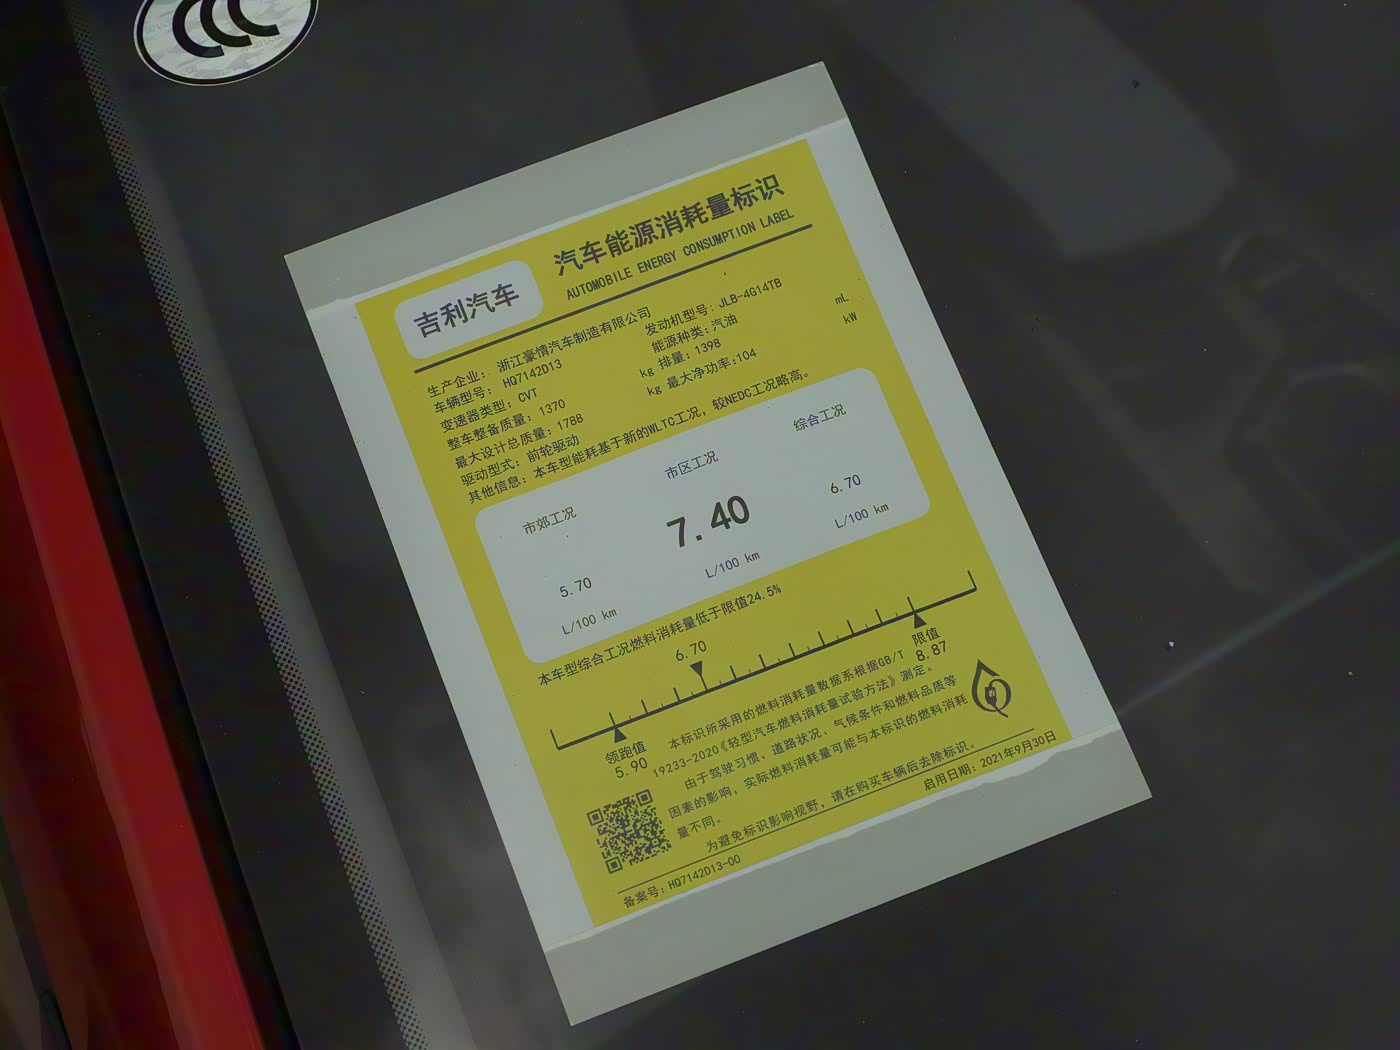 CCC
吉利汽车
汽车能源消耗量标识
AUTOMOBILE ENERGY CONSUMPTION LABEL
生产企业: 浙江豪情汽车制造有限公司
车辆型号: HQ7142D13 发动机型号: JLB-4G14TB
变速器类型: CVT 能源种类: 汽油
整车整备质量: 1370 kg 排量: 1398 mL
最大设计总质量: 1788 kg 最大净功率:104 kW
驱动型式: 前轮驱动
其他信息: 本车型能耗基于新的WLTC工况，较NEDC工况略高。
市郊工况 市区工况 综合工况
5.70 7.40 6.70
L/100 km L/100 km L/100 km
本车型综合工况燃料消耗量低于限值24.5%
6.70
领跑值 限值
5.90 8.87
本标识所采用的燃料消耗量数据系根据GB/T
19233-2020《轻型汽车燃料消耗量试验方法》测定。
由于驾驶习惯、道路状况、气候条件和燃料品质等
因素的影响，实际燃料消耗量可能与本标识的燃料消耗
量不同。
为避免标识影响视野，请在购买车辆后去除标识。
备案号: HQ7142D13-00 启用日期: 2021年9月30日